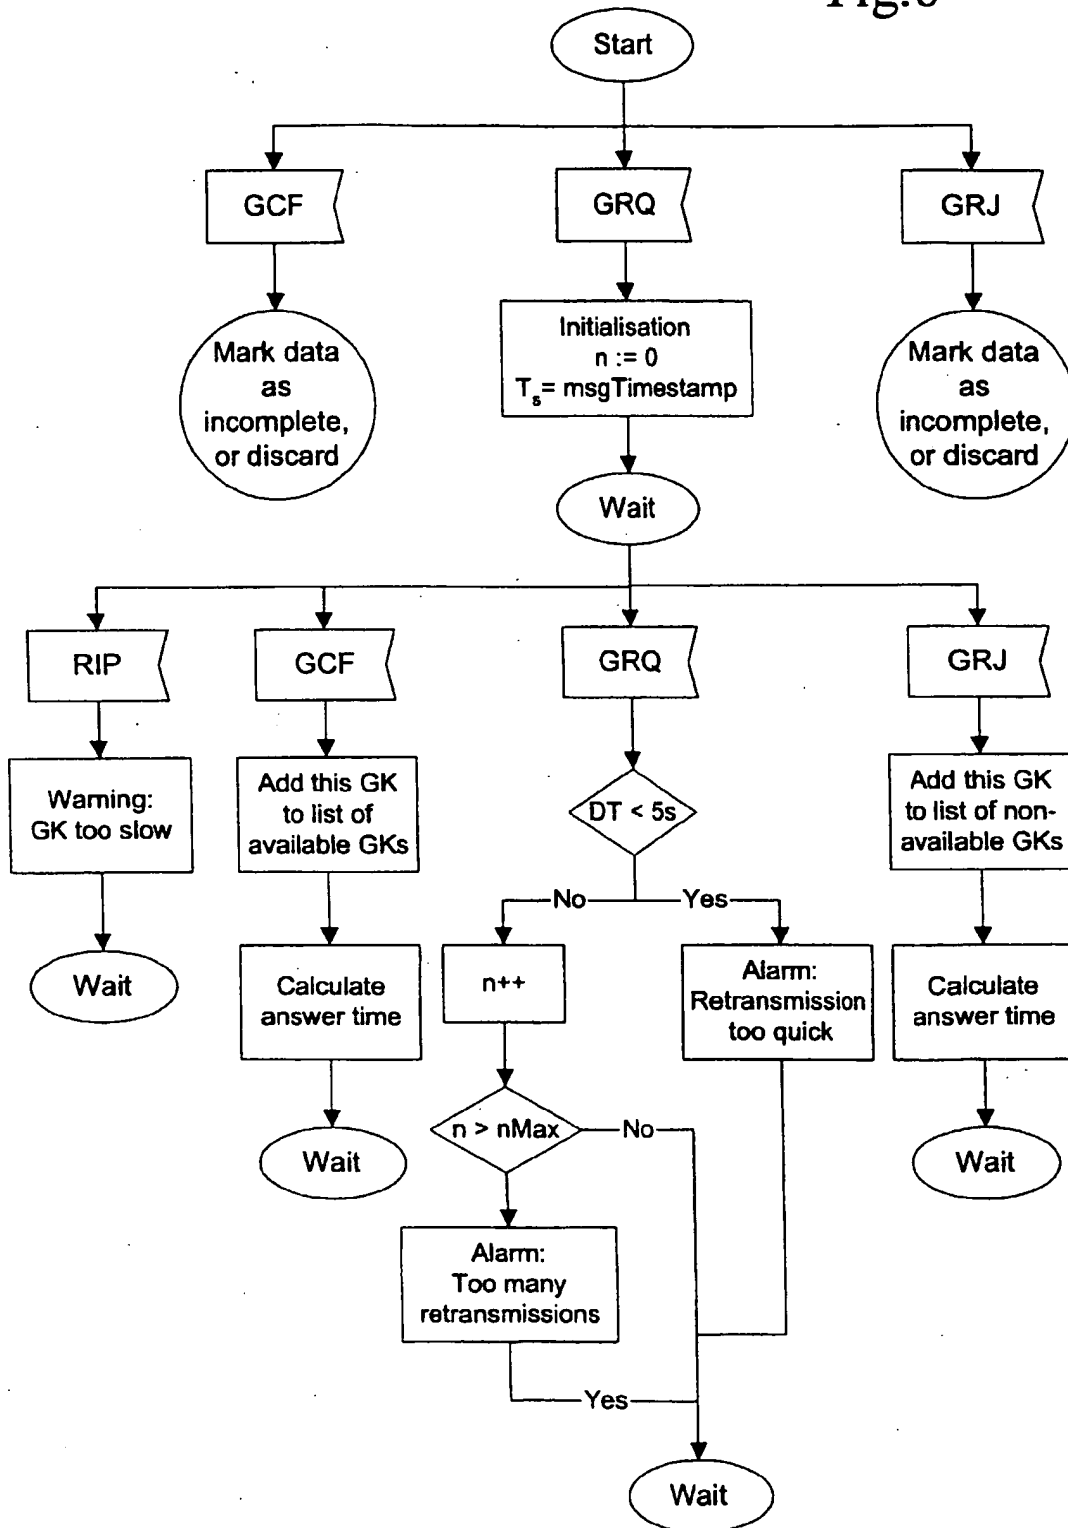 Start
GCF
GRQ
GRJ
Mark data
as
incomplete,
or discard
Initialisation
n := 0
Ts= msgTimestamp
Mark data
as
incomplete,
or discard
Wait
RIP
GCF
GRQ
GRJ
Warning:
GK too slow
Add this GK
to list of
available GKs
DT < 5s
Add this GK
to list of non-
available GKs
No
Yes
Wait
Calculate
answer time
n++
Alarm:
Retransmission
too quick
Calculate
answer time
n > nMax
No
Wait
Wait
Alarm:
Too many
retransmissions
Yes
Wait